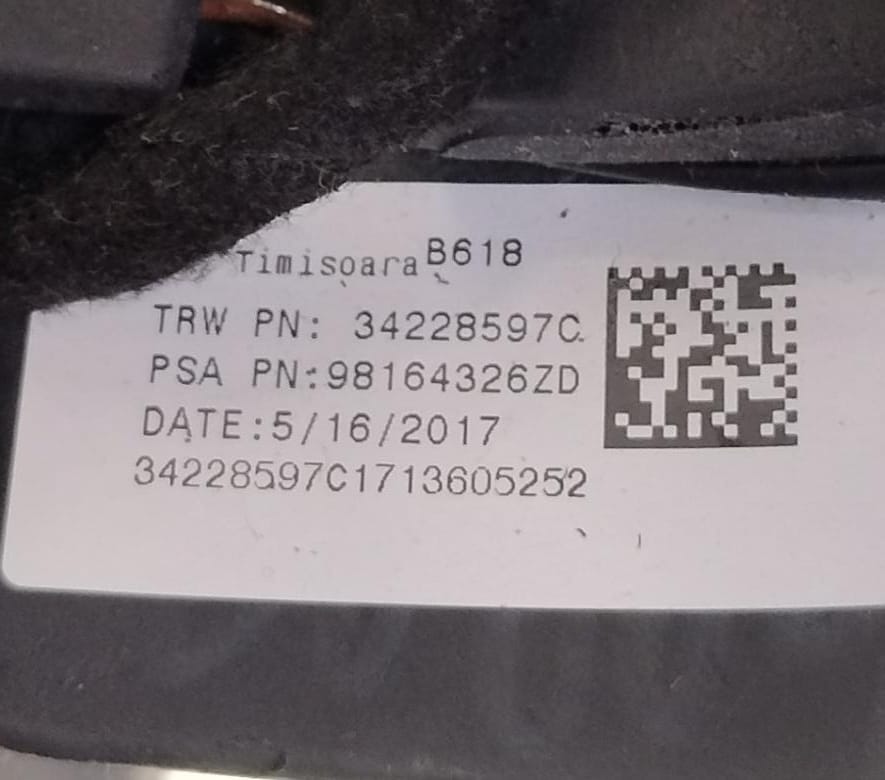 Timisoara B618
TRW PN: 34228597C
PSA PN:98164326ZD
DATE:5/16/2017
34228597C1713605252